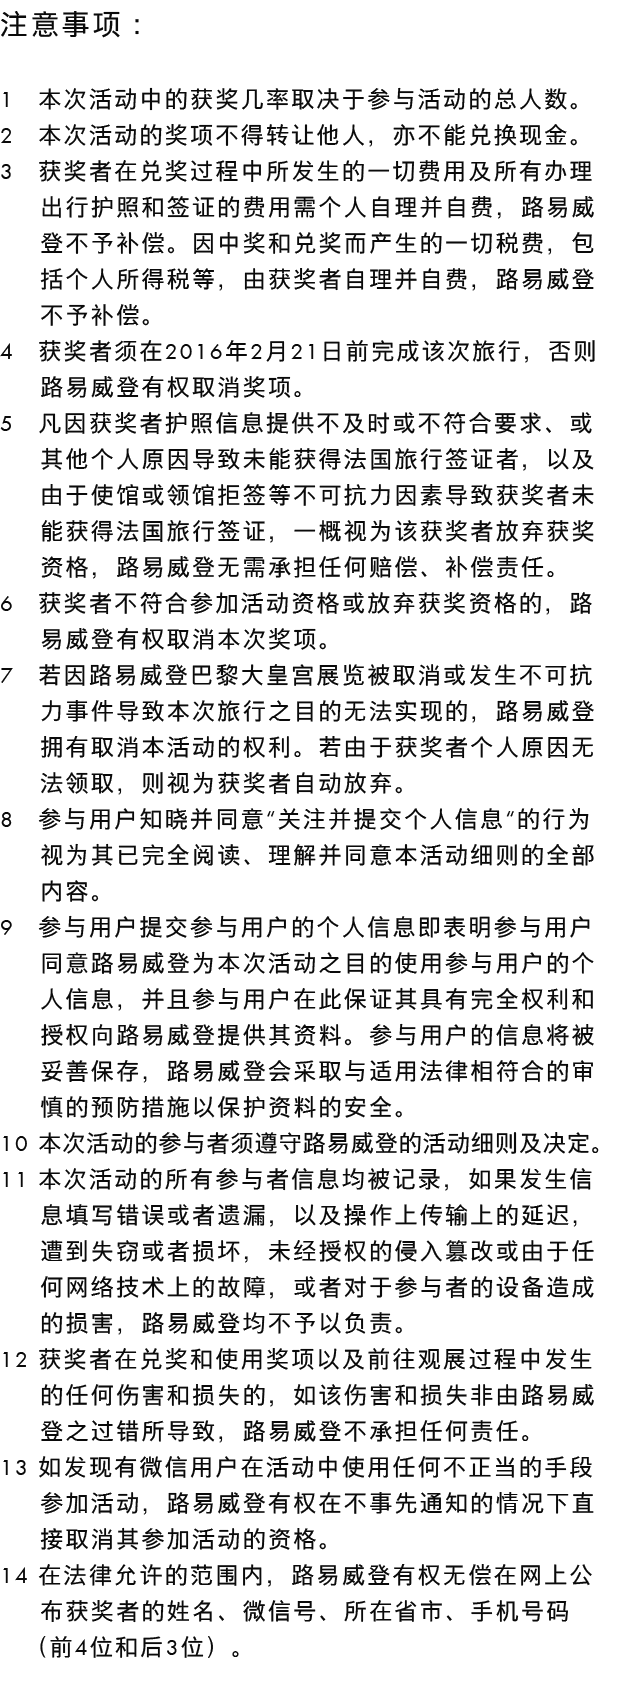 注意事项：
1 本次活动中的获奖几率取决于参与活动的总人数。
2 本次活动的奖项不得转让他人，亦不能兑换现金。
3 获奖者在兑奖过程中所发生的一切费用及所有办理
出行护照和签证的费用需个人自理并自费，路易威
登不予补偿。因中奖和兑奖而产生的一切税费，包
括个人所得税等，由获奖者自理并自费，路易威登
不予补偿。
4 获奖者须在2016年2月21日前完成该次旅行，否则
路易威登有权取消奖项。
5 凡因获奖者护照信息提供不及时或不符合要求、或
其他个人原因导致未能获得法国旅行签证者，以及
由于使馆或领馆拒签等不可抗力因素导致获奖者未
能获得法国旅行签证，一概视为该获奖者放弃获奖
资格，路易威登无需承担任何赔偿、补偿责任。
6 获奖者不符合参加活动资格或放弃获奖资格的，路
易威登有权取消本次奖项。
7 若因路易威登巴黎大皇宫展览被取消或发生不可抗
力事件导致本次旅行之目的无法实现的，路易威登
拥有取消本活动的权利。若由于获奖者个人原因无
法领取，则视为获奖者自动放弃。
8 参与用户知晓并同意“关注并提交个人信息“的行为
视为其已完全阅读、理解并同意本活动细则的全部
内容。
9 参与用户提交参与用户的个人信息即表明参与用户
同意路易威登为本次活动之目的使用参与用户的个
人信息，并且参与用户在此保证其具有完全权利和
授权向路易威登提供其资料。参与用户的信息将被
妥善保存，路易威登会采取与适用法律相符合的审
慎的预防措施以保护资料的安全。
10 本次活动的参与者须遵守路易威登的活动细则及决定。
11 本次活动的所有参与者信息均被记录，如果发生信
息填写错误或者遗漏，以及操作上传输上的延迟，
遭到失窃或者损坏，未经授权的侵入篡改或由于任
何网络技术上的故障，或者对于参与者的设备造成
的损害，路易威登均不予以负责。
12 获奖者在兑奖和使用奖项以及前往观展过程中发生
的任何伤害和损失的，如该伤害和损失非由路易威
登之过错所导致，路易威登不承担任何责任。
13 如发现有微信用户在活动中使用任何不正当的手段
参加活动，路易威登有权在不事先通知的情况下直
接取消其参加活动的资格。
14 在法律允许的范围内，路易威登有权无偿在网上公
布获奖者的姓名、微信号、所在省市、手机号码
（前4位和后3位）。